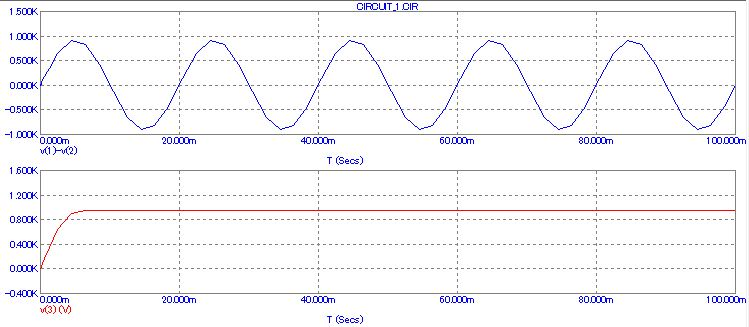 CIRCUIT_1.CIR
1.500K
1.000K
0.500K
0.000K
-0.500K
-1.000K
0.000m 20.000m 40.000m 60.000m 80.000m 100.000m
v(1)-v(2)
T (Secs)
1.600K
1.200K
0.800K
0.400K
0.000K
-0.400K
0.000m 20.000m 40.000m 60.000m 80.000m 100.000m
v(3) (V)
T (Secs)